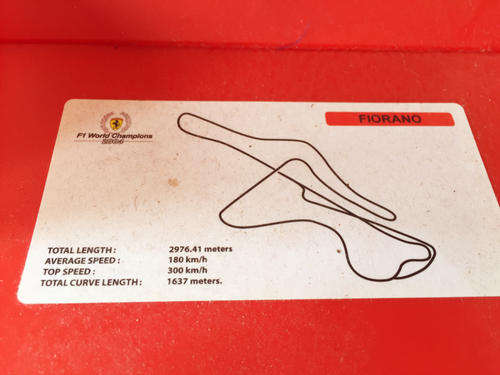 F1 World Champions
2004
FIORANO
TOTAL LENGTH : 2976.41 meters
AVERAGE SPEED : 180 km/h
TOP SPEED : 300 km/h
TOTAL CURVE LENGTH : 1637 meters.